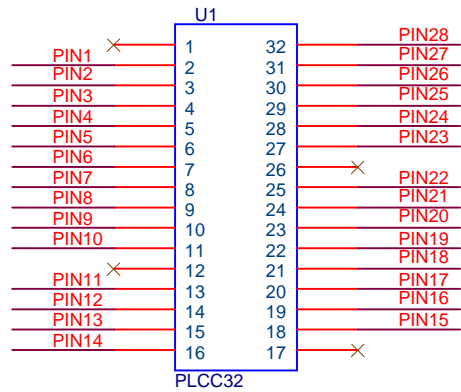 U1
1 32 PIN28
PIN1 2 31 PIN27
PIN2 3 30 PIN26
PIN3 4 29 PIN25
PIN4 5 28 PIN24
PIN5 6 27 PIN23
PIN6 7 26
PIN7 8 25 PIN22
PIN8 9 24 PIN21
PIN9 10 23 PIN20
PIN10 11 22 PIN19
12 21 PIN18
PIN11 13 20 PIN17
PIN12 14 19 PIN16
PIN13 15 18 PIN15
PIN14 16 17
PLCC32